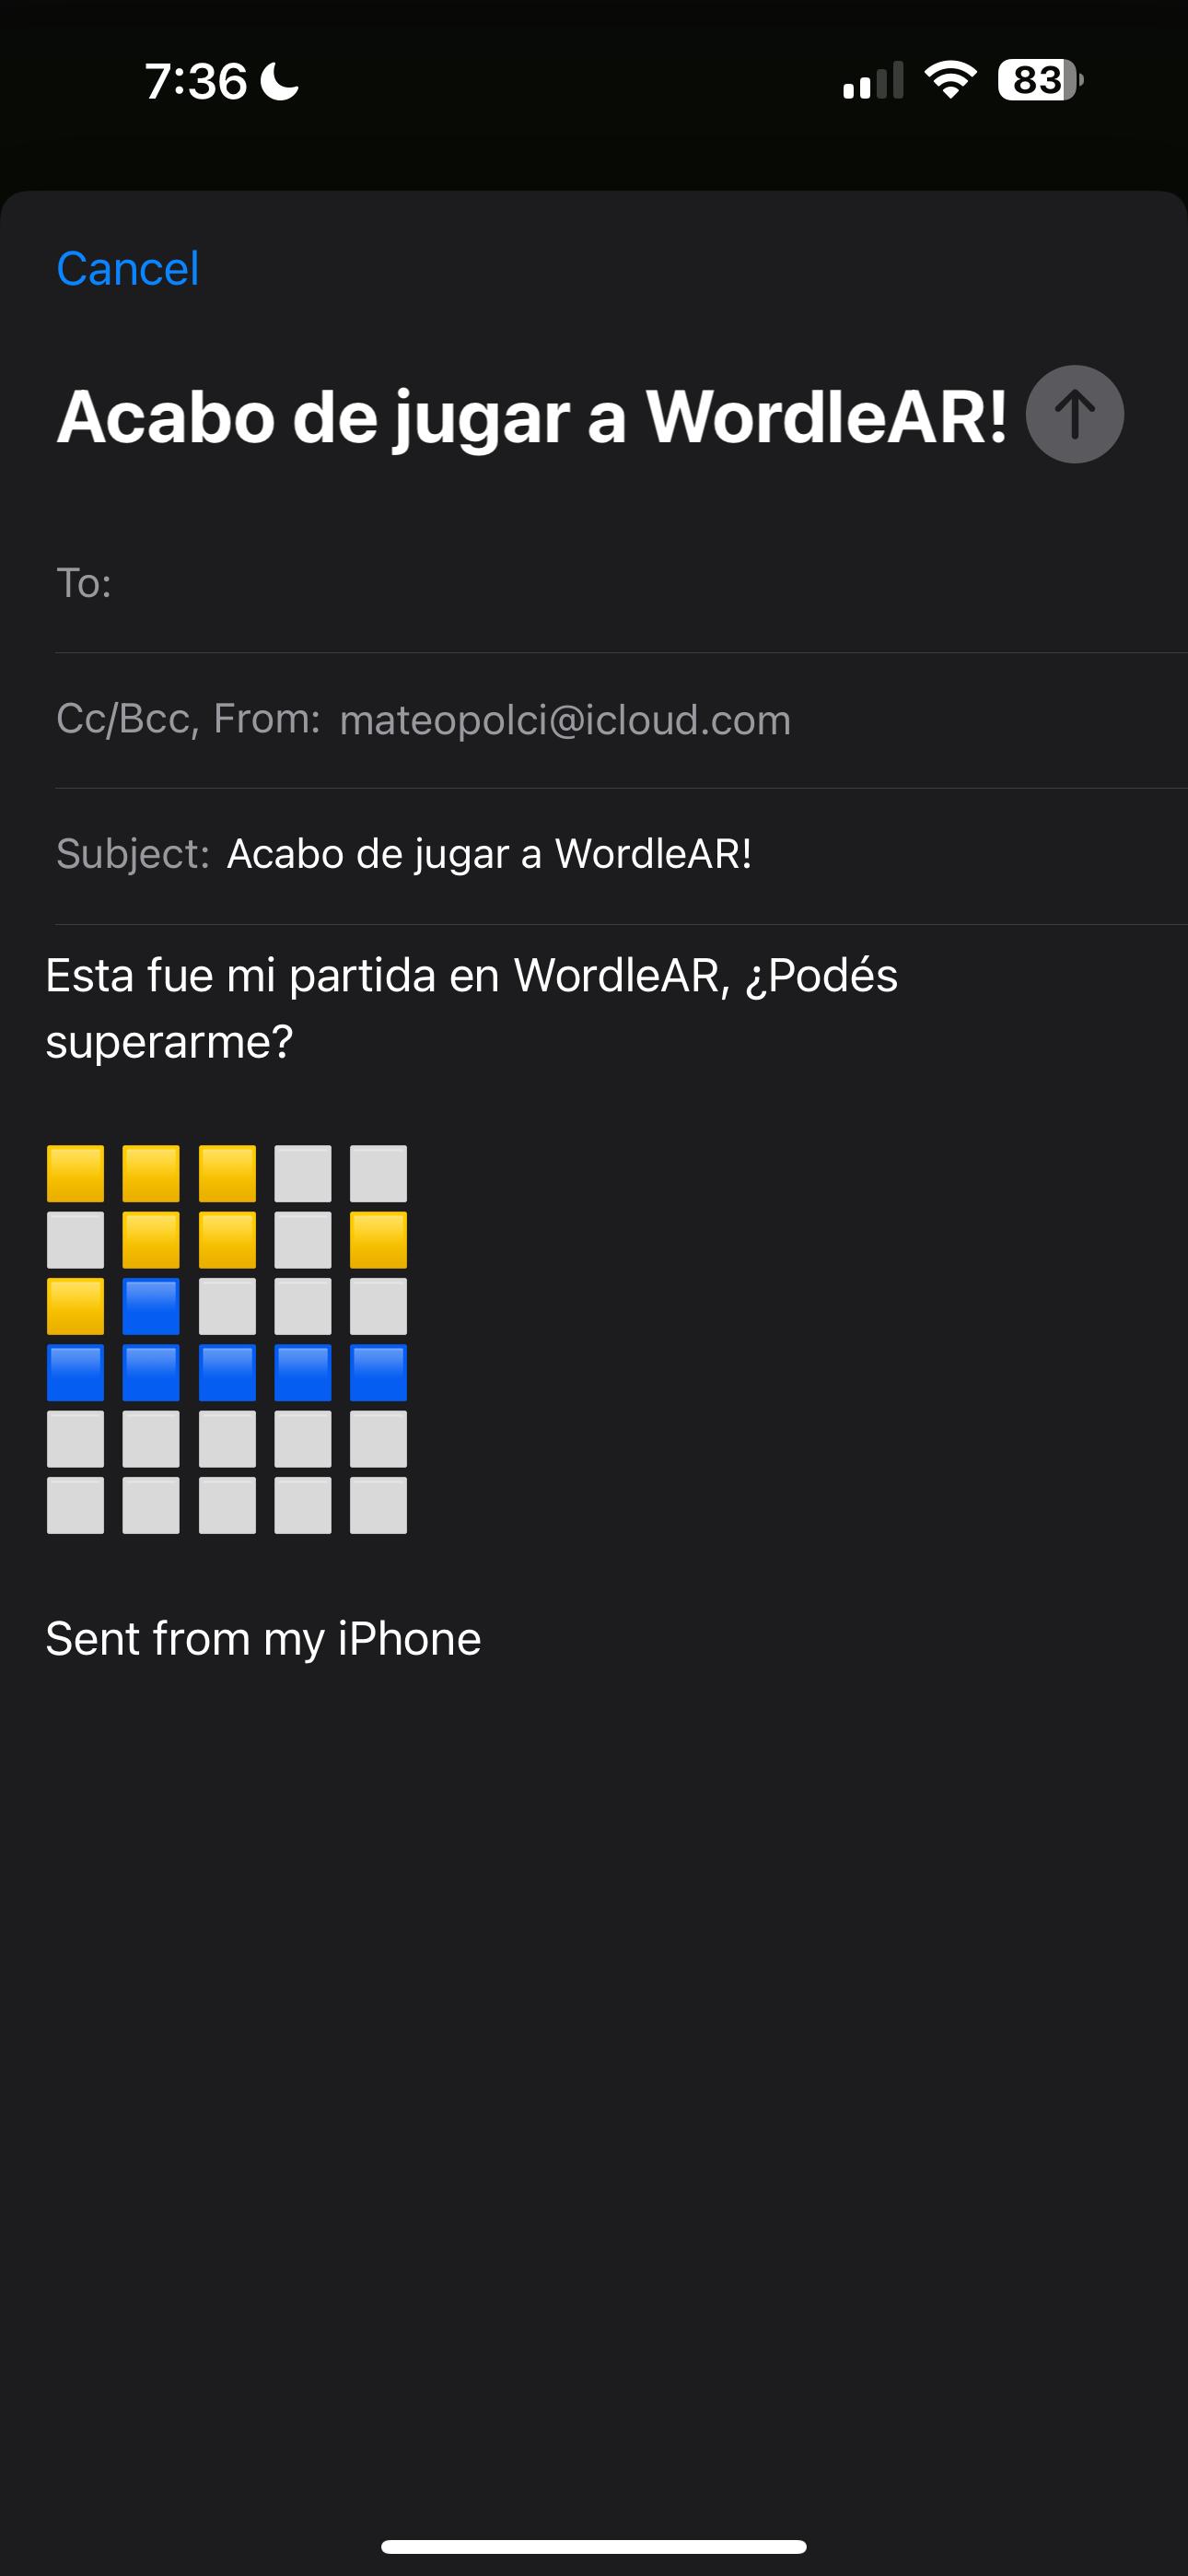 7:36
83
Cancel
Acabo de jugar a WordleAR!
To:
Cc/Bcc, From: mateopolci@icloud.com
Subject: Acabo de jugar a WordleAR!
Esta fue mi partida en WordleAR, ¿Podés
superarme?
🟨 🟨 🟨 ⬜ ⬜
⬜ 🟨 🟨 ⬜ 🟨
🟨 🟦 ⬜ ⬜ ⬜
🟦 🟦 🟦 🟦 🟦
⬜ ⬜ ⬜ ⬜ ⬜
⬜ ⬜ ⬜ ⬜ ⬜
Sent from my iPhone